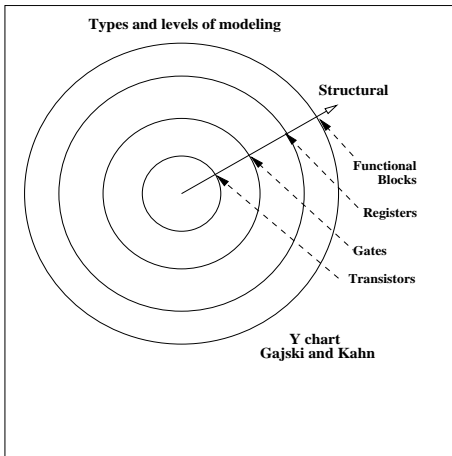 Types and levels of modeling
Structural
Functional
Blocks
Registers
Gates
Transistors
Y chart
Gajski and Kahn